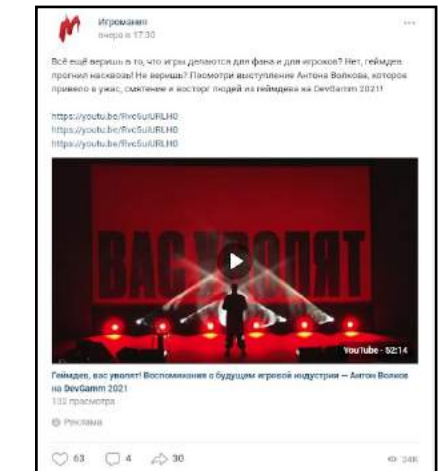 Игромания
вчера в 17:30
Всё ещё веришь в то, что игры делаются для фана и для игроков? Нет, геймдев
прогнил насквозь! Не веришь? Посмотри выступление Антона Волкова, которое
привело в ужас, смятение и восторг людей из геймдева на DevGamm 2021!
https://youtu.be/
https://youtu.be/
https://youtu.be/
ВАС УВОЛЯТ
YouTube · 52:14
Геймдев, вас уволят! Воспоминания о будущем игровой индустрии — Антон Волков
на DevGamm 2021
132 просмотра
Реклама
63 4 30 24K